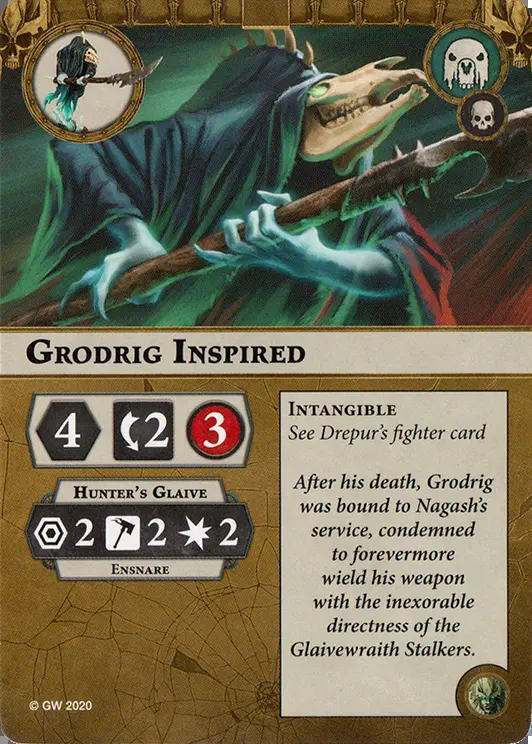 Grodrig Inspired
4 2 3
Hunter's Glaive
2 2 2
Ensnare
Intangible
See Drepur's fighter card
After his death, Grodrig
was bound to Nagash's
service, condemned
to forevermore
wield his weapon
with the inexorable
directness of the
Glaivewraith Stalkers.
© GW 2020